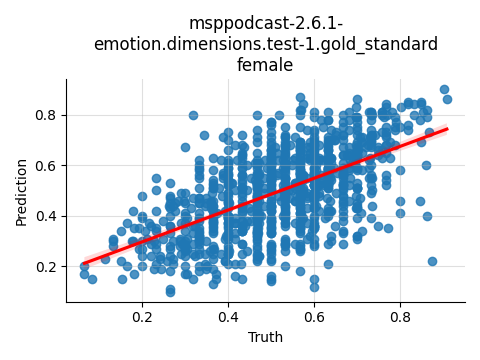 msppodcast-2.6.1-
emotion.dimensions.test-1.gold_standard
female
Prediction
0.8
0.6
0.4
0.2
0.2 0.4 0.6 0.8
Truth